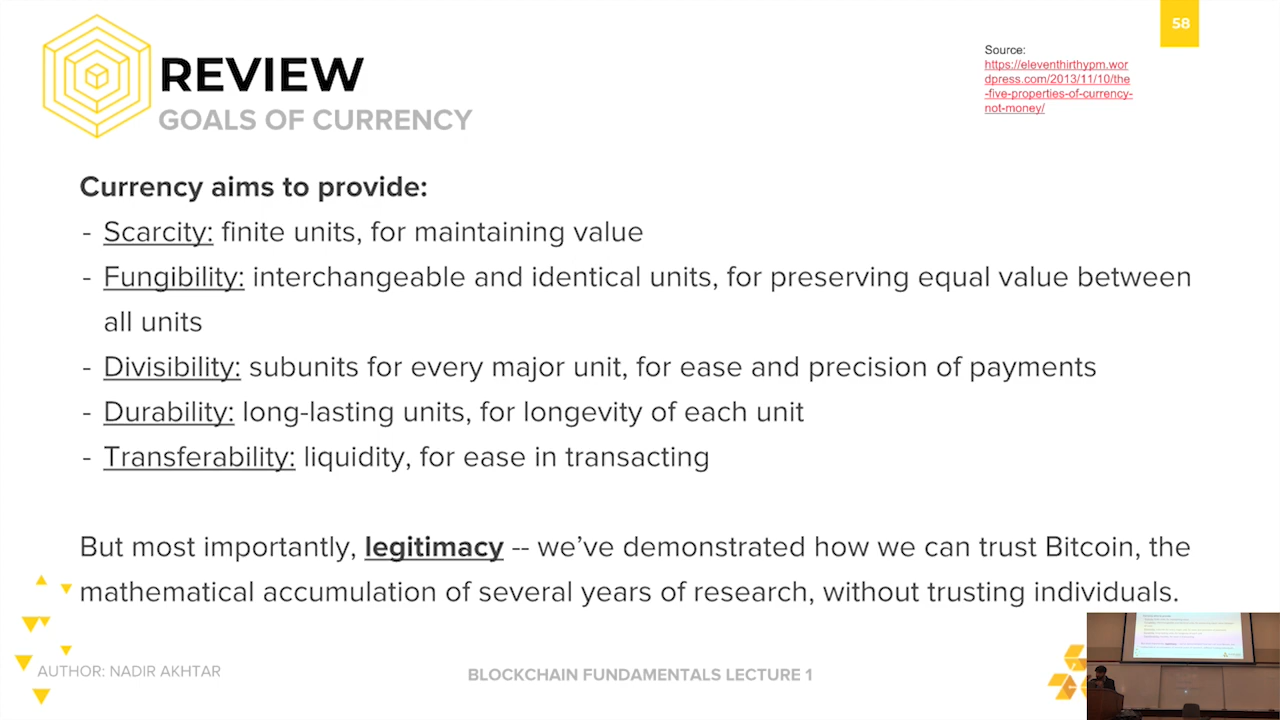 58
REVIEW
GOALS OF CURRENCY
Source:
https://eleventhirthypm.wor
dpress.com/2013/11/10/the
-five-properties-of-currency-
not-money/
Currency aims to provide:
- Scarcity: finite units, for maintaining value
- Fungibility: interchangeable and identical units, for preserving equal value between
all units
- Divisibility: subunits for every major unit, for ease and precision of payments
- Durability: long-lasting units, for longevity of each unit
- Transferability: liquidity, for ease in transacting
But most importantly, legitimacy -- we’ve demonstrated how we can trust Bitcoin, the
mathematical accumulation of several years of research, without trusting individuals.
AUTHOR: NADIR AKHTAR
BLOCKCHAIN FUNDAMENTALS LECTURE 1